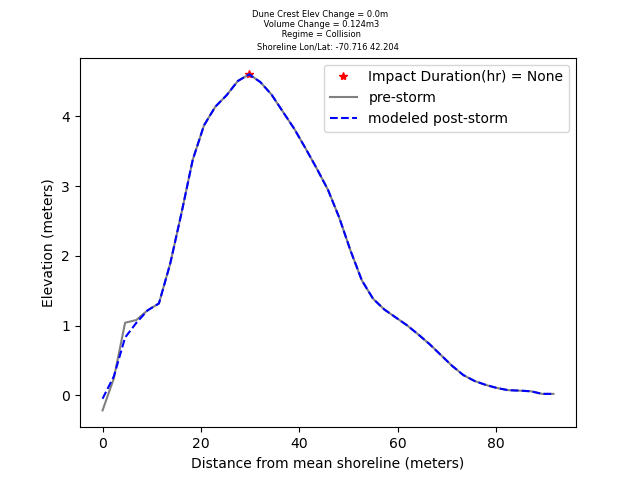 Dune Crest Elev Change = 0.0m
Volume Change = 0.124m3
Regime = Collision
Shoreline Lon/Lat: -70.716 42.204
Impact Duration(hr) = None
pre-storm
modeled post-storm
Elevation (meters)
4
3
2
1
0
0 20 40 60 80
Distance from mean shoreline (meters)